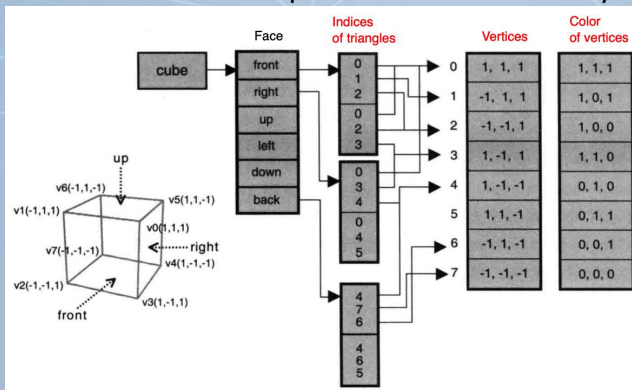 Indices
of triangles
Face
Vertices
Color
of vertices
cube
front
right
up
left
down
back
0
1
2
0
2
3
0
3
4
0
4
5
4
7
6
4
6
5
0
1
2
3
4
5
6
7
1, 1, 1
-1, 1, 1
-1, -1, 1
1, -1, 1
1, -1, -1
1, 1, -1
-1, 1, -1
-1, -1, -1
1, 1, 1
1, 0, 1
1, 0, 0
1, 1, 0
0, 1, 0
0, 1, 1
0, 0, 1
0, 0, 0
up
v6(-1,1,-1)
v5(1,1,-1)
v1(-1,1,1)
v0(1,1,1)
v7(-1,-1,-1)
right
v4(1,-1,-1)
v2(-1,-1,1)
v3(1,-1,1)
front